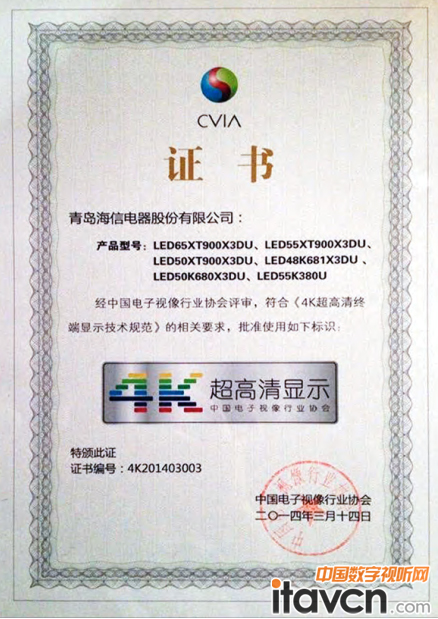 CVIA
证 书
青岛海信电器股份有限公司：
产品型号：LED65XT900X3DU、LED55XT900X3DU、
LED50XT900X3DU、LED48K681X3DU、
LED50K680X3DU、LED55K380U
经中国电子视像行业协会评审，符合《4K超高清终
端显示技术规范》的相关要求，批准使用如下标识：
4K 超高清显示
中国电子视像行业协会
特颁此证
证书编号：4K201403003
中国电子视像行业协会
二〇一四年三月十四日
中国数字视听网
itavcn.com